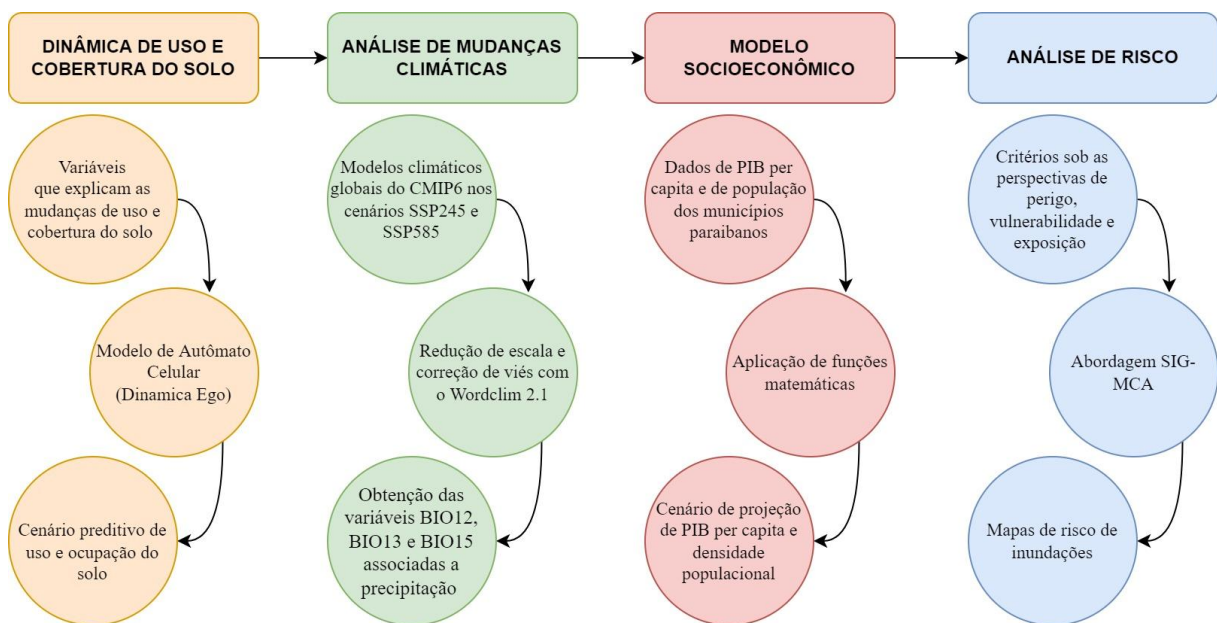 DINÂMICA DE USO E
COBERTURA DO SOLO
ANÁLISE DE MUDANÇAS
CLIMÁTICAS
MODELO
SOCIOECONÔMICO
ANÁLISE DE RISCO
Variáveis
que explicam as
mudanças de uso e
cobertura do solo
Modelo de Autômato
Celular
(Dinamica Ego)
Cenário preditivo de
uso e ocupação do
solo
Modelos climáticos
globais do CMIP6 nos
cenários SSP245 e
SSP585
Redução de escala e
correção de viés com
o Wordclim 2.1
Obtenção das
variáveis BIO12,
BIO13 e BIO15
associadas a
precipitação
Dados de PIB per
capita e de população
dos municípios
paraibanos
Aplicação de funções
matemáticas
Cenário de projeção
de PIB per capita e
densidade
populacional
Critérios sob as
perspectivas de
perigo,
vulnerabilidade e
exposição
Abordagem SIG-
MCA
Mapas de risco de
inundações